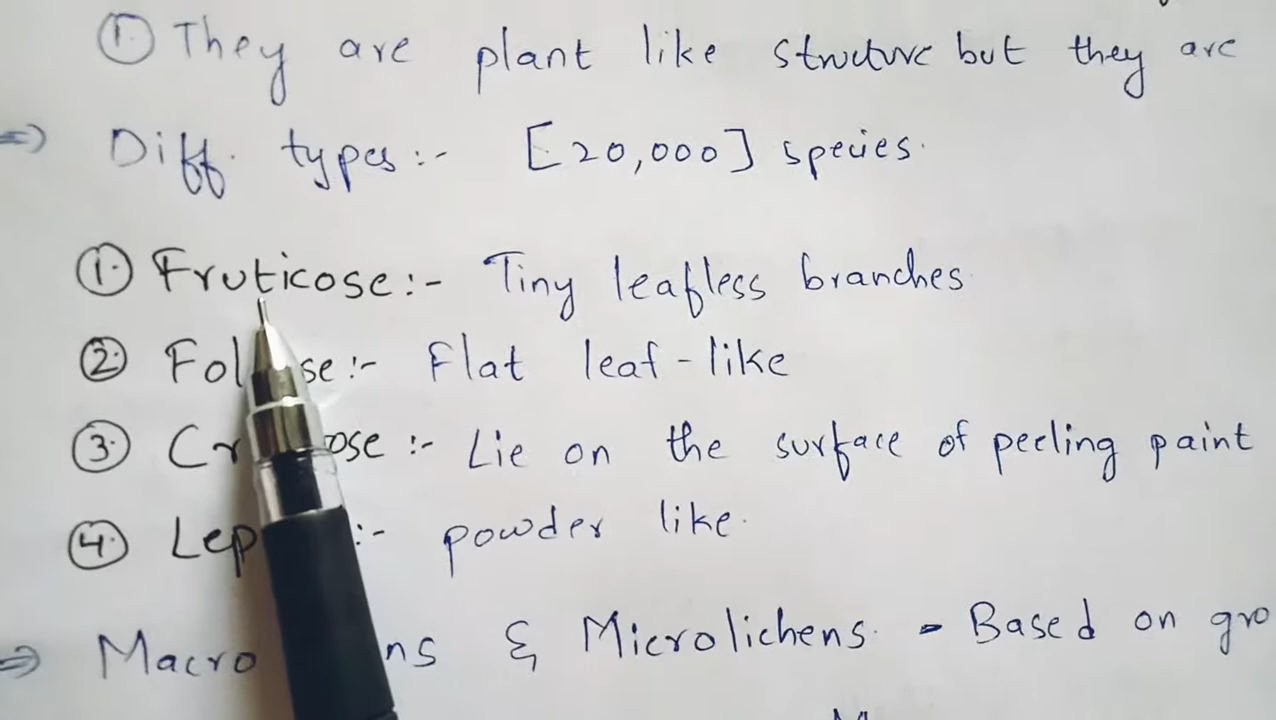 ① They are plant like structure but they are
⇒ Diff. types:- [20,000] species.
①. Fruticose:- Tiny leafless branches
②. Fol se:- Flat leaf-like
③. Cr ose:- Lie on the surface of peeling paint
④. Lep :- powder like.
⇒ Macro ns & Microlichens. - Based on gro